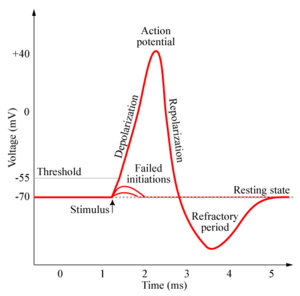 Action
potential
+40
Voltage (mV)
Depolarization
Repolarization
0
Failed
initiations
Threshold
-55
-70
Resting state
Stimulus
Refractory
period
0
1
2
3
4
5
Time (ms)